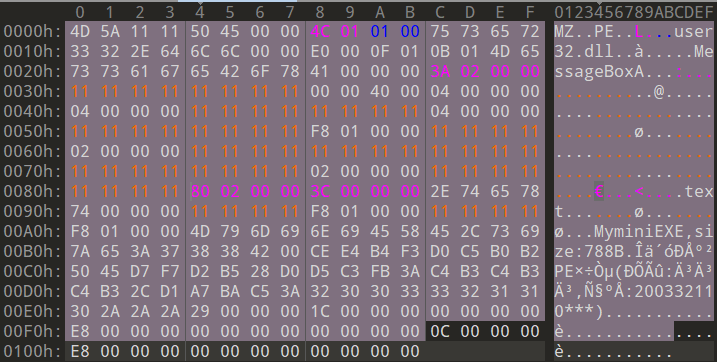 0 1 2 3 4 5 6 7 8 9 A B C D E F 0123456789ABCDEF
0000h: 4D 5A 11 11 50 45 00 00 4C 01 01 00 75 73 65 72 MZ..PE..L...user
0010h: 33 32 2E 64 6C 6C 00 00 E0 00 0F 01 0B 01 4D 65 32.dll..à.....Me
0020h: 73 73 61 67 65 42 6F 78 41 00 00 00 3A 02 00 00 ssageBoxA...:...
0030h: 11 11 11 11 11 11 11 11 00 00 40 00 04 00 00 00 ..........@.....
0040h: 04 00 00 00 11 11 11 11 11 11 11 11 04 00 00 00 ................
0050h: 11 11 11 11 11 11 11 11 F8 01 00 00 11 11 11 11 ........ø.......
0060h: 02 00 00 00 11 11 11 11 11 11 11 11 11 11 11 11 ................
0070h: 11 11 11 11 11 11 11 11 02 00 00 00 11 11 11 11 ................
0080h: 11 11 11 11 80 02 00 00 3C 00 00 00 2E 74 65 78 ....€...<....tex
0090h: 74 00 00 00 11 11 11 11 F8 01 00 00 00 00 00 00 t.......ø.......
00A0h: F8 01 00 00 4D 79 6D 69 6E 69 45 58 45 2C 73 69 ø...MyminiEXE,si
00B0h: 7A 65 3A 37 38 38 42 00 CE E4 B4 F3 D0 C5 B0 B2 ze:788B.Îä´óÐÅ°²
00C0h: 50 45 D7 F7 D2 B5 28 D0 D5 C3 FB 3A C4 B3 C4 B3 PE×÷Òµ(ÐÕÃû:Ä³Ä³
00D0h: C4 B3 2C D1 A7 BA C5 3A 32 30 30 33 33 32 31 31 Ä³,Ñ§ºÅ:20033211
00E0h: 30 2A 2A 2A 29 00 00 00 1C 00 00 00 00 00 00 00 0***)...........
00F0h: E8 00 00 00 00 00 00 00 00 00 00 00 0C 00 00 00 è...............
0100h: E8 00 00 00 00 00 00 00 00 00 00 00 è...........